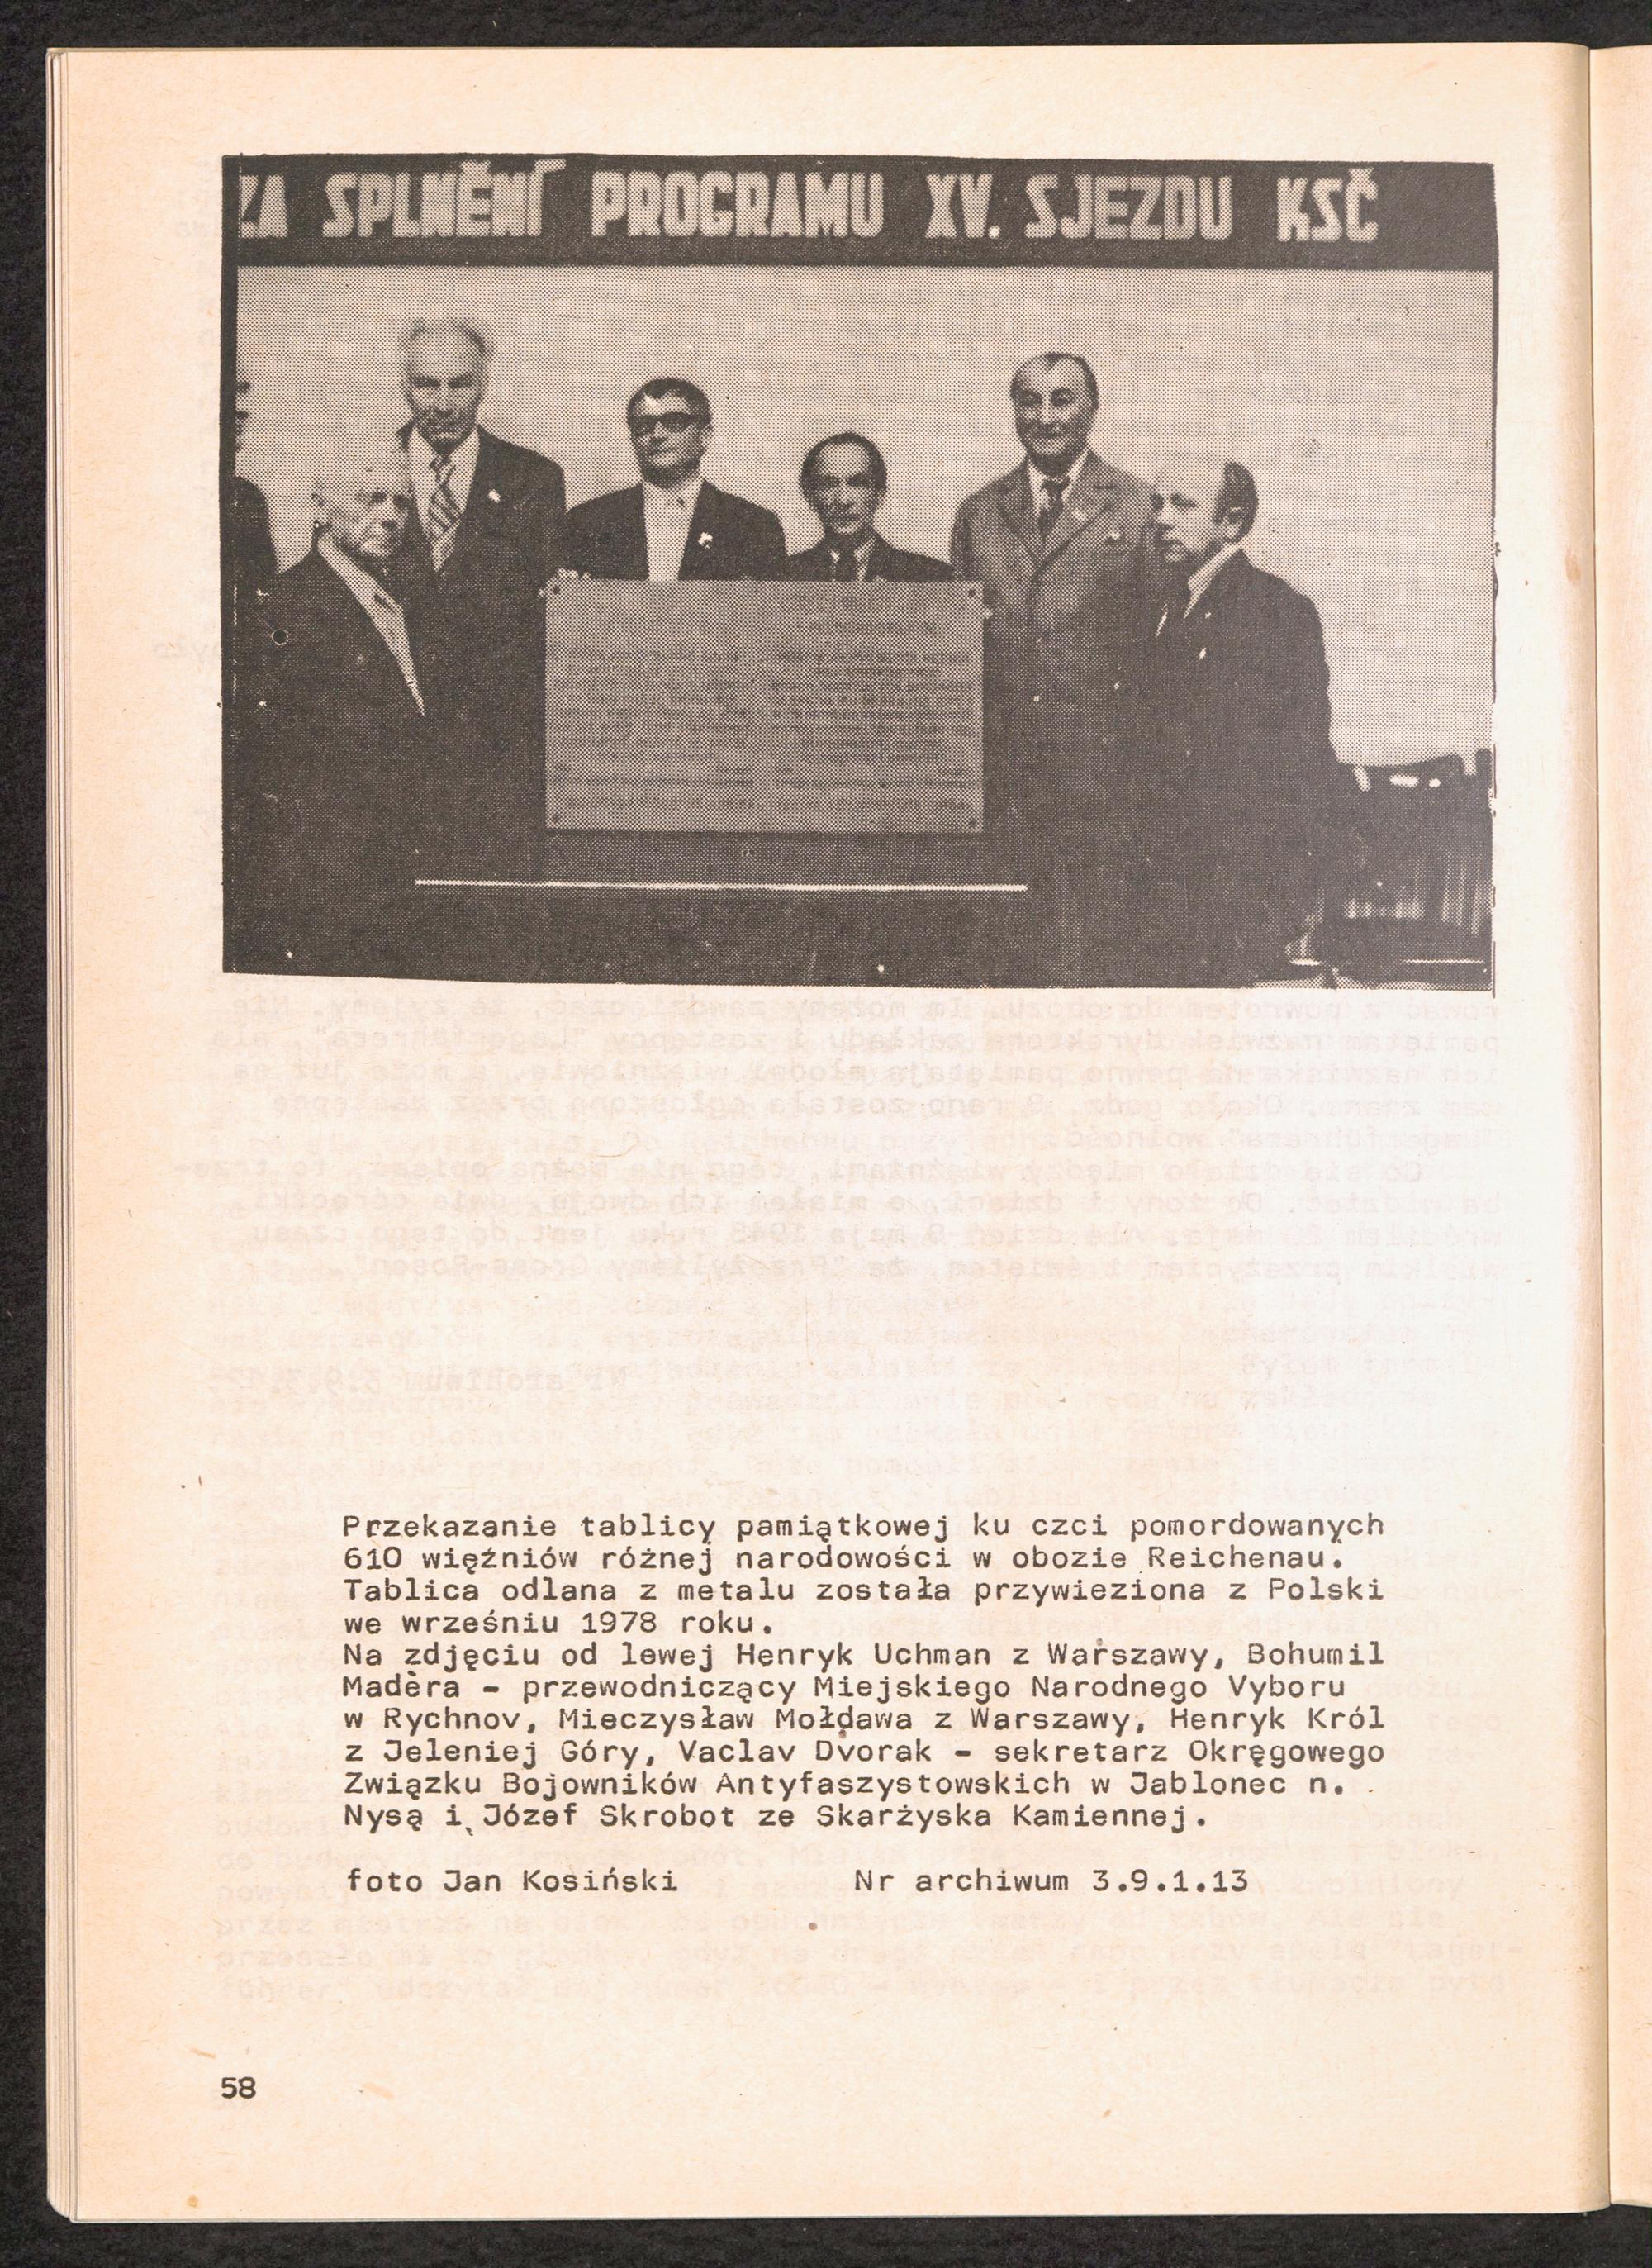 ZA SPLNĚNÍ PROGRAMU XV. SJEZDU KSČ
Przekazanie tablicy pamiątkowej ku czci pomordowanych
610 więźniów różnej narodowości w obozie Reichenau.
Tablica odlana z metalu została przywieziona z Polski
we wrześniu 1978 roku.
Na zdjęciu od lewej Henryk Uchman z Warszawy, Bohumil
Madèra – przewodniczący Miejskiego Narodnego Vyboru
w Rychnov, Mieczysław Mołdawa z Warszawy, Henryk Król
z Jeleniej Góry, Vaclav Dvorak – sekretarz Okręgowego
Związku Bojowników Antyfaszystowskich w Jablonec n.
Nysą i Józef Skrobot ze Skarżyska Kamiennej.
foto Jan Kosiński Nr archiwum 3.9.1.13
58